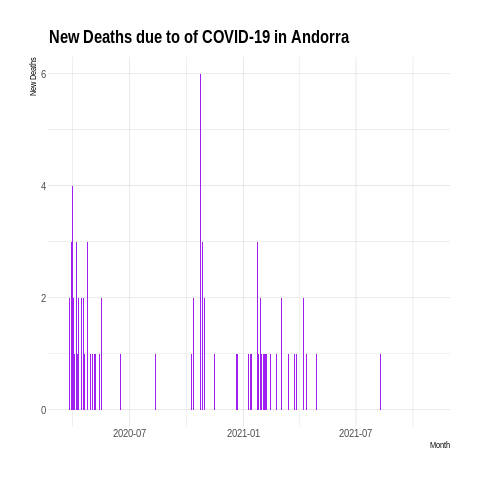 New Deaths due to of COVID-19 in Andorra
New Deaths
6
4
2
0
2020-07
2021-01
2021-07
Month